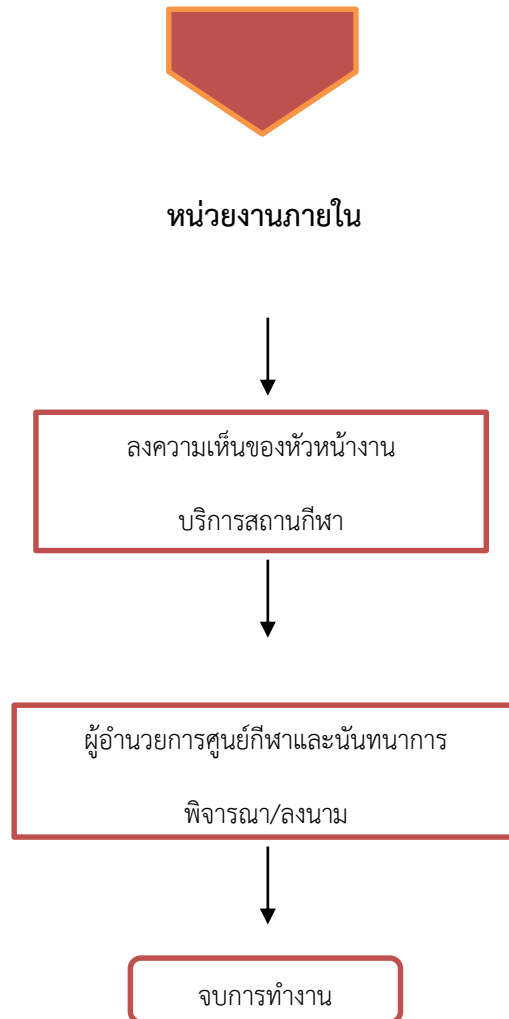 หน่วยงานภายใน
ลงความเห็นของหัวหน้างาน
บริการสถานกีฬา
ผู้อำนวยการศูนย์กีฬาและนันทนาการ
พิจารณา/ลงนาม
จบการทำงาน